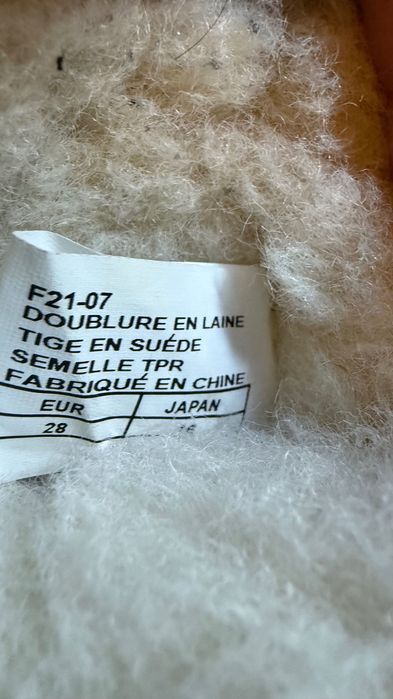 F21-07
DOUBLURE EN LAINE
TIGE EN SUÉDE
SEMELLE TPR
FABRIQUÉ EN CHINE
EUR JAPAN
28